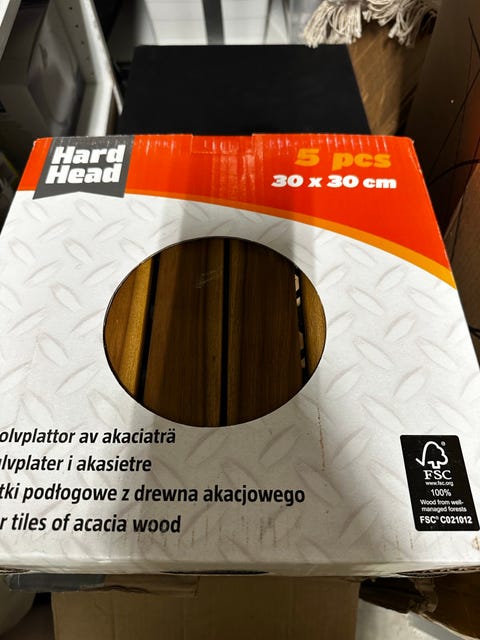 Hard
Head
5 pcs
30 x 30 cm
olvplattor av akaciaträ
lvplater i akasietre
tki podłogowe z drewna akacjowego
r tiles of acacia wood
FSC
www.fsc.org
100%
Wood from well-
managed forests
FSC® C021012